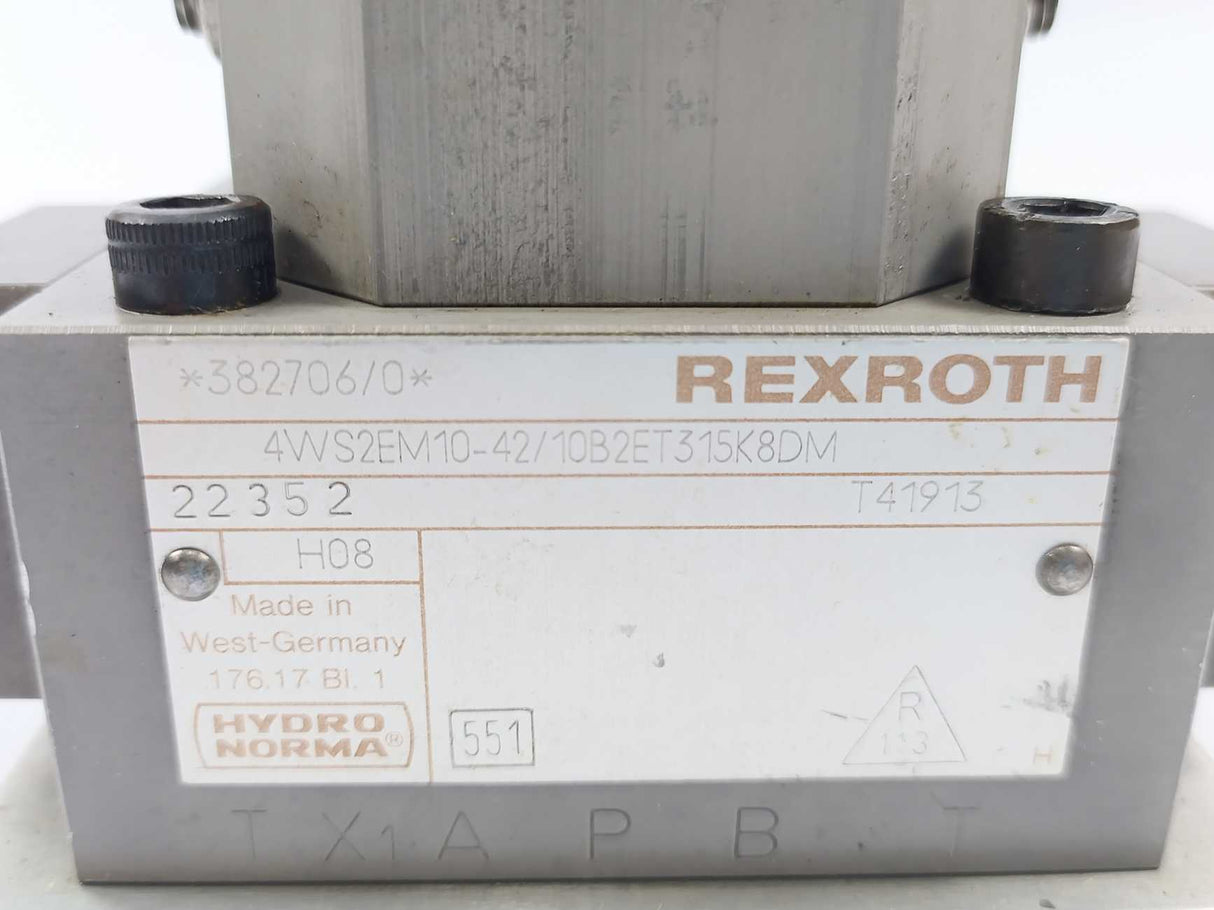 *382706/0* REXROTH
4WS2EM10-42/10B2ET315K8DM
22352 T41913
H08
Made in
West-Germany
176.17 Bl. 1
HYDRO
NORMA®
551
R
113
H
T X1 A P B T